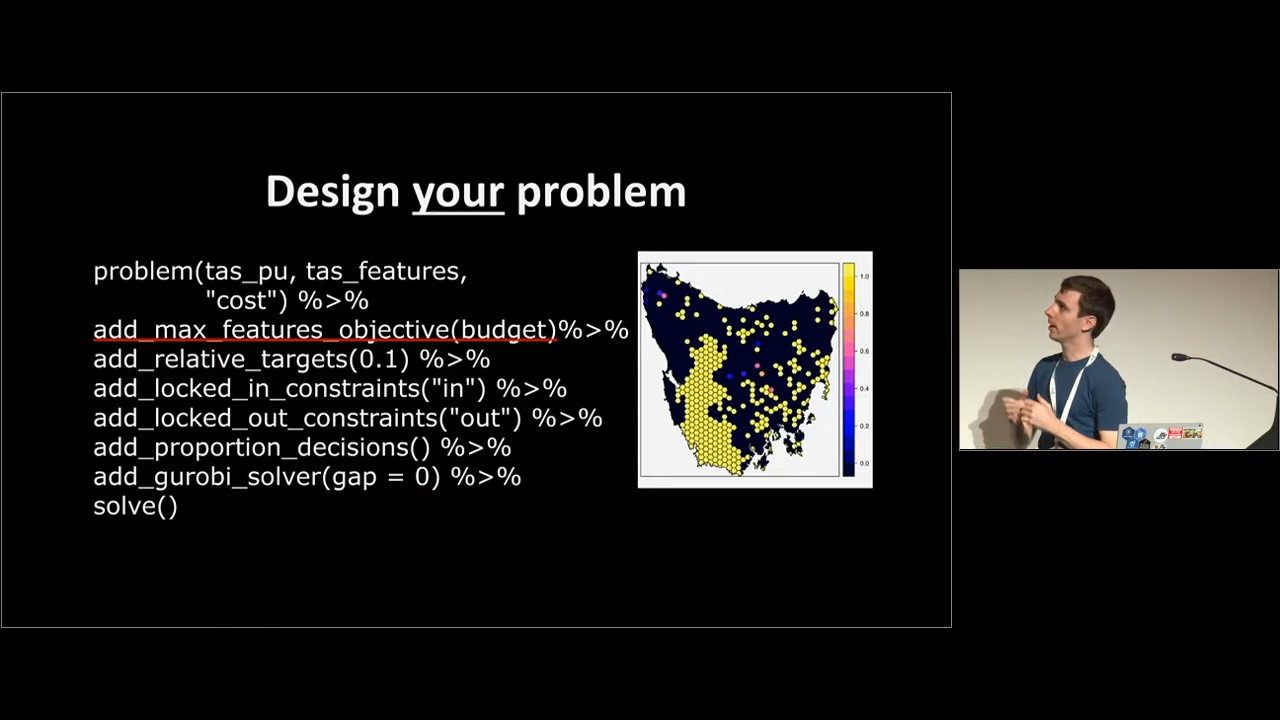 Design your problem
problem(tas_pu, tas_features,
"cost") %>%
add_max_features_objective(budget)%>%
add_relative_targets(0.1) %>%
add_locked_in_constraints("in") %>%
add_locked_out_constraints("out") %>%
add_proportion_decisions() %>%
add_gurobi_solver(gap = 0) %>%
solve()
1.0
0.8
0.6
0.4
0.2
0.0